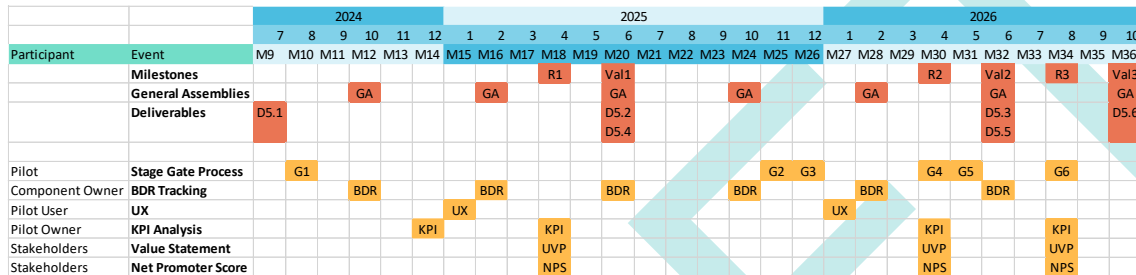 2024 2025 2026
7 8 9 10 11 12 1 2 3 4 5 6 7 8 9 10 11 12 1 2 3 4 5 6 7 8 9 10
Participant Event M9 M10 M11 M12 M13 M14 M15 M16 M17 M18 M19 M20 M21 M22 M23 M24 M25 M26 M27 M28 M29 M30 M31 M32 M33 M34 M35 M36
Milestones R1 Val1 R2 Val2 R3 Val3
General Assemblies GA GA GA GA GA GA GA
Deliverables D5.1 D5.2 D5.3 D5.6
D5.4 D5.5
Pilot Stage Gate Process G1 G2 G3 G4 G5 G6
Component Owner BDR Tracking BDR BDR BDR BDR BDR BDR
Pilot User UX UX UX
Pilot Owner KPI Analysis KPI KPI KPI KPI
Stakeholders Value Statement UVP UVP UVP
Stakeholders Net Promoter Score NPS NPS NPS